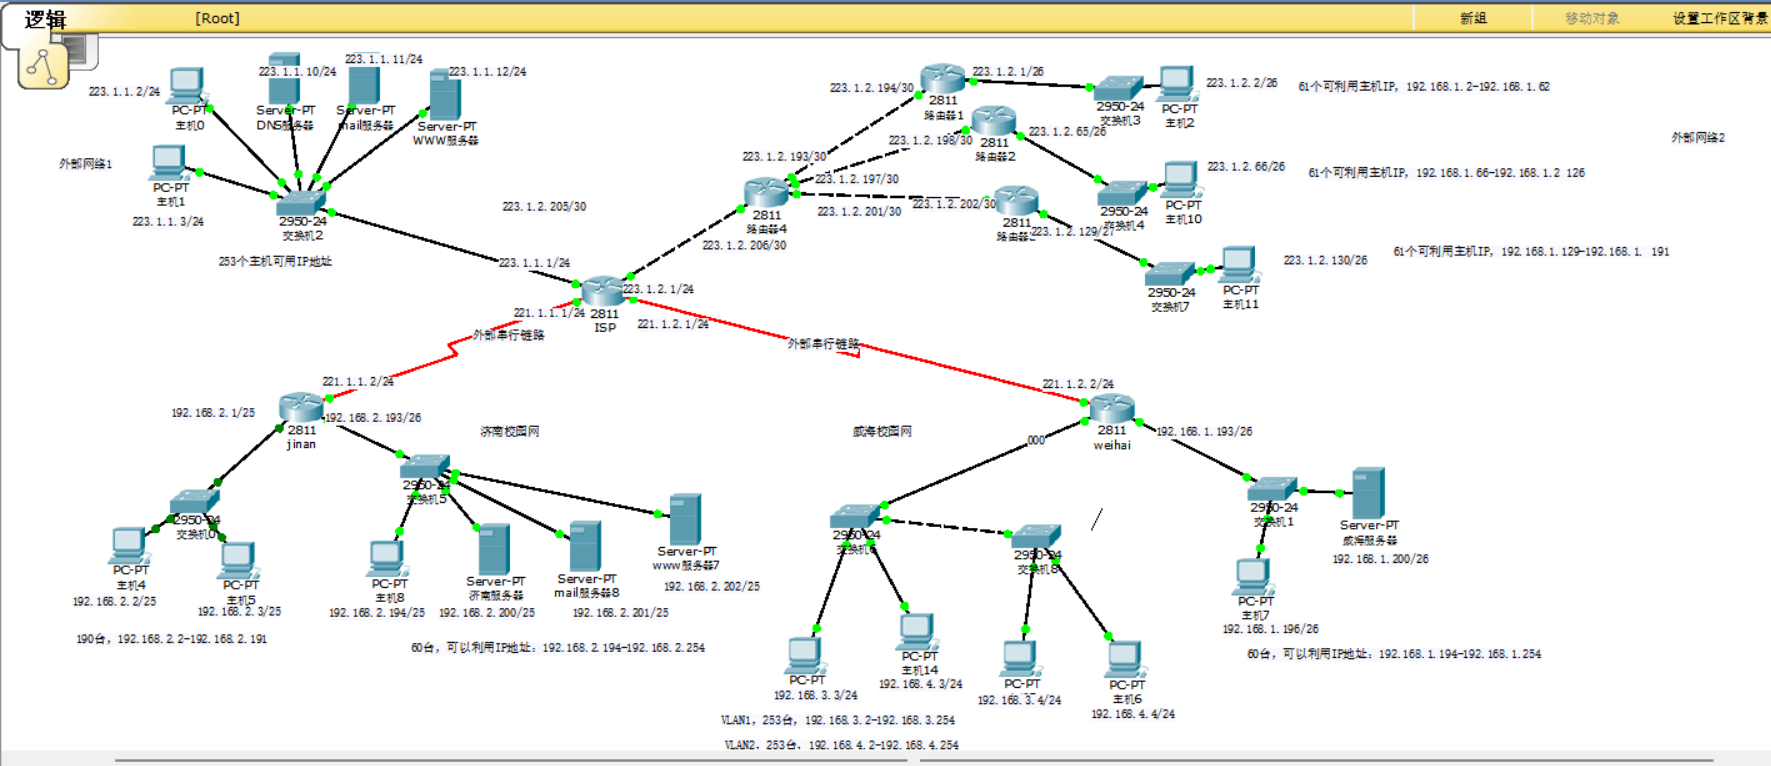 逻辑
[Root]
新组
移动对象
设置工作区背景
223.1.1.2/24
PC-PT
主机0
223.1.1.10/24
Server-PT
DNS服务器
223.1.1.11/24
Server-PT
mail服务器
223.1.1.12/24
Server-PT
WWW服务器
外部网络1
PC-PT
主机1
223.1.1.3/24
2950-24
交换机2
253个主机可用IP地址
223.1.1.1/24
223.1.2.205/30
223.1.2.194/30
2811
路由器1
223.1.2.1/26
2950-24
交换机3
PC-PT
主机2
223.1.2.2/26
61个可利用主机IP, 192.168.1.2-192.168.1.62
外部网络2
223.1.2.198/30
2811
路由器2
223.1.2.65/26
2950-24
交换机4
PC-PT
主机10
223.1.2.66/26
61个可利用主机IP, 192.168.1.66-192.168.1.2 126
223.1.2.193/30
223.1.2.197/30
223.1.2.201/30
2811
路由器4
223.1.2.206/30
223.1.2.202/30
2811
223.1.2.129/27
2950-24
交换机7
PC-PT
主机11
223.1.2.130/26
61个可利用主机IP, 192.168.1.129-192.168.1. 191
223.1.2.1/24
2811
ISP
221.1.1.1/24
221.1.2.1/24
外部串行链路
外部串行链路
221.1.1.2/24
221.1.2.2/24
192.168.2.1/25
192.168.2.193/26
2811
jinan
济南校园网
威海校园网
000
2811
weihai
192.168.1.193/26
2950-24
交换机0
PC-PT
主机4
192.168.2.2/25
PC-PT
主机5
192.168.2.3/25
190台, 192.168.2.2-192.168.2.191
2950-24
交换机5
PC-PT
主机8
192.168.2.194/25
Server-PT
济南服务器
192.168.2.200/25
Server-PT
mail服务器8
192.168.2.201/25
Server-PT
www服务器7
192.168.2.202/25
60台, 可以利用IP地址: 192.168.2.194-192.168.2.254
2950-24
交换机6
2950-24
交换机8
PC-PT
192.168.3.3/24
PC-PT
主机14
192.168.4.3/24
PC-PT
192.168.3.4/24
PC-PT
主机6
192.168.4.4/24
VLAN1, 253台, 192.168.3.2-192.168.3.254
VLAN2, 253台, 192.168.4.2-192.168.4.254
2950-24
交换机1
Server-PT
威海服务器
192.168.1.200/26
PC-PT
主机7
192.168.1.196/26
60台, 可以利用IP地址: 192.168.1.194-192.168.1.254